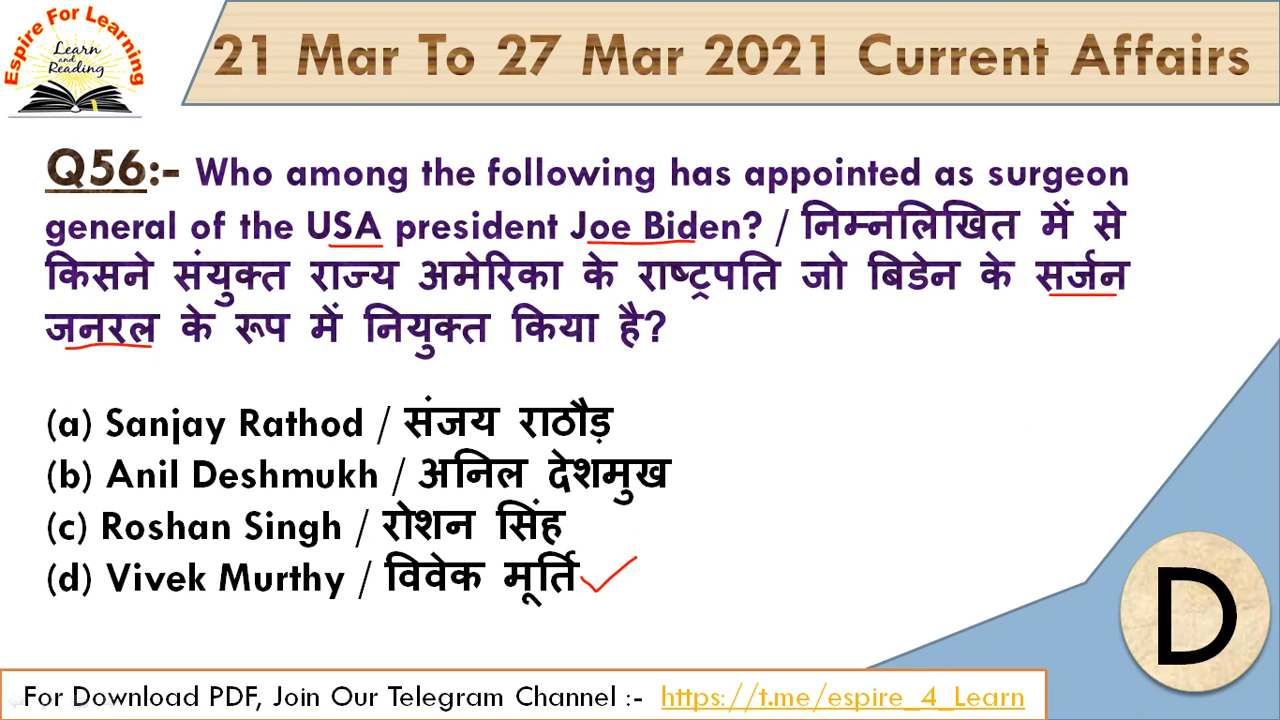 Espire For Learning
Learn
and
Reading
21 Mar To 27 Mar 2021 Current Affairs
Q56:- Who among the following has appointed as surgeon
general of the USA president Joe Biden? / निम्नलिखित में से
किसने संयुक्त राज्य अमेरिका के राष्ट्रपति जो बिडेन के सर्जन
जनरल के रूप में नियुक्त किया है?
(a) Sanjay Rathod / संजय राठौड़
(b) Anil Deshmukh / अनिल देशमुख
(c) Roshan Singh / रोशन सिंह
(d) Vivek Murthy / विवेक मूर्ति
D
For Download PDF, Join Our Telegram Channel :- https://t.me/espire_4_Learn